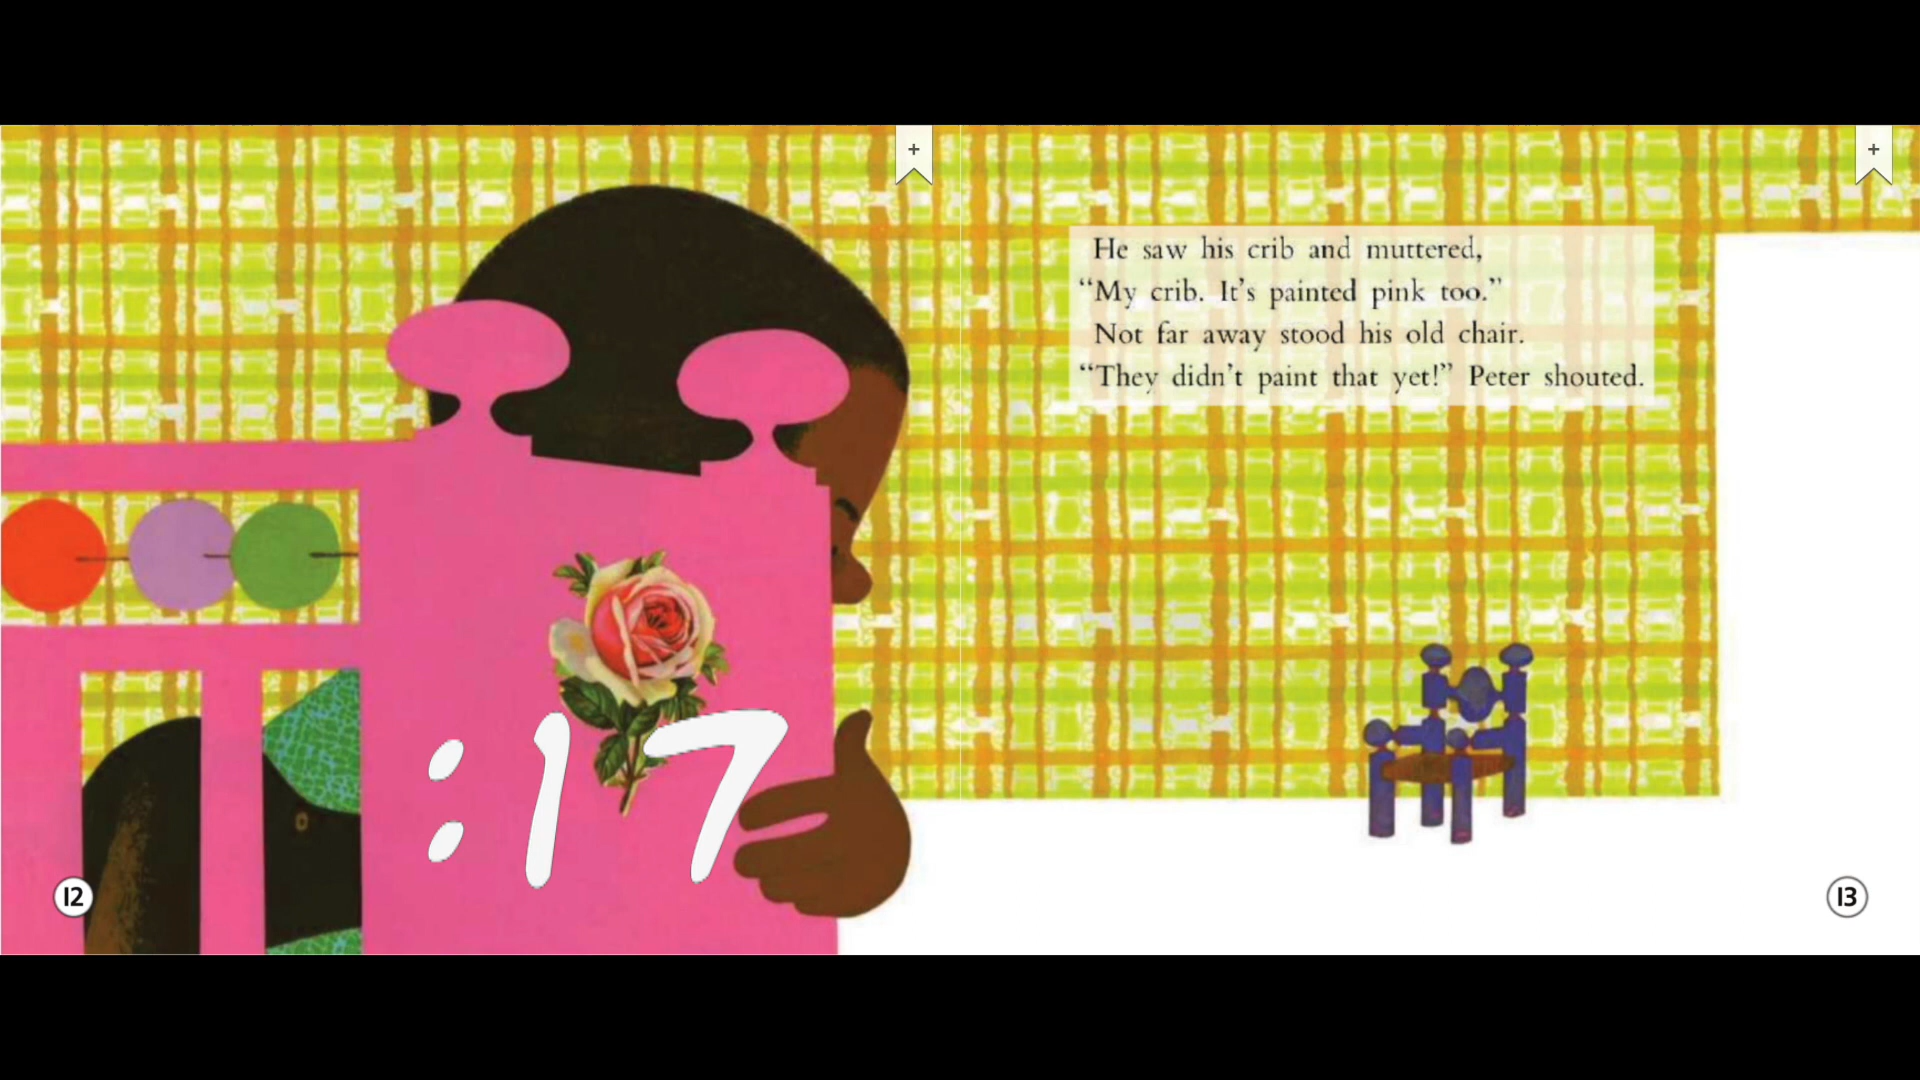 +
+
He saw his crib and muttered,
“My crib. It’s painted pink too.”
Not far away stood his old chair.
“They didn’t paint that yet!” Peter shouted.
:17
12
13